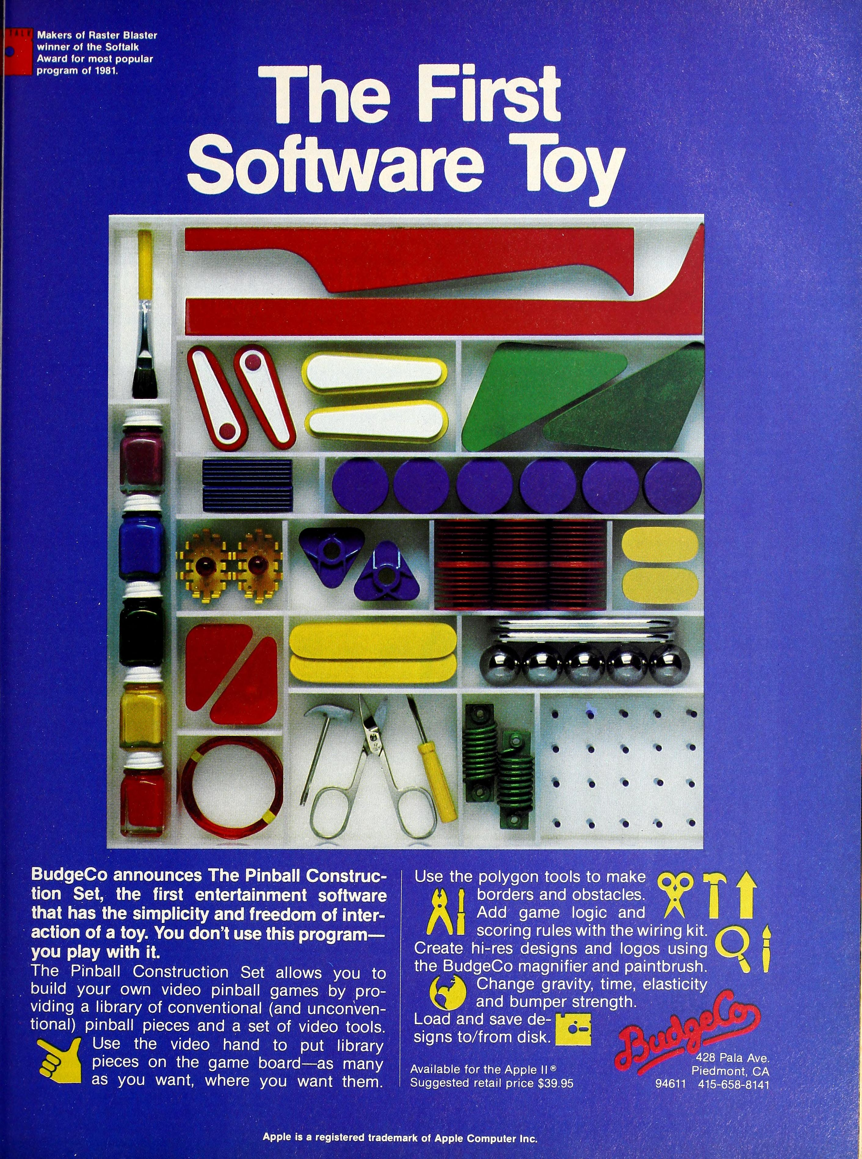 Makers of Raster Blaster
winner of the Softalk
Award for most popular
program of 1981.
The First
Software Toy
BudgeCo announces The Pinball Construc-
tion Set, the first entertainment software
that has the simplicity and freedom of inter-
action of a toy. You don't use this program—
you play with it.
The Pinball Construction Set allows you to
build your own video pinball games by pro-
viding a library of conventional (and unconven-
tional) pinball pieces and a set of video tools.
Use the video hand to put library
pieces on the game board—as many
as you want, where you want them.
Use the polygon tools to make
borders and obstacles.
Add game logic and
scoring rules with the wiring kit.
Create hi-res designs and logos using
the BudgeCo magnifier and paintbrush.
Change gravity, time, elasticity
and bumper strength.
Load and save de-
signs to/from disk.
Available for the Apple II®
Suggested retail price $39.95
BudgeCo
428 Pala Ave.
Piedmont, CA
94611 415-658-8141
Apple is a registered trademark of Apple Computer Inc.